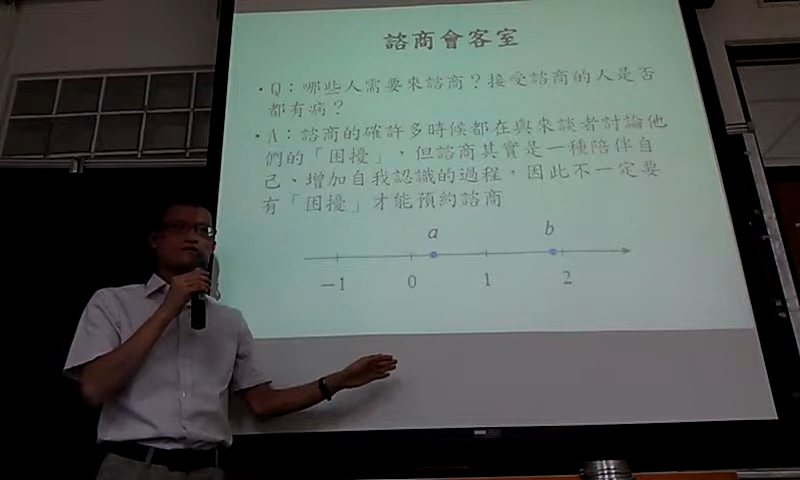 諮商會客室
·Q：哪些人需要來諮商？接受諮商的人是否
都有病？
·A：諮商的確許多時候都在與來談者討論他
們的「困擾」，但諮商其實是一種陪伴自
己、增加自我認識的過程，因此不一定要
有「困擾」才能預約諮商
a b
-1 0 1 2